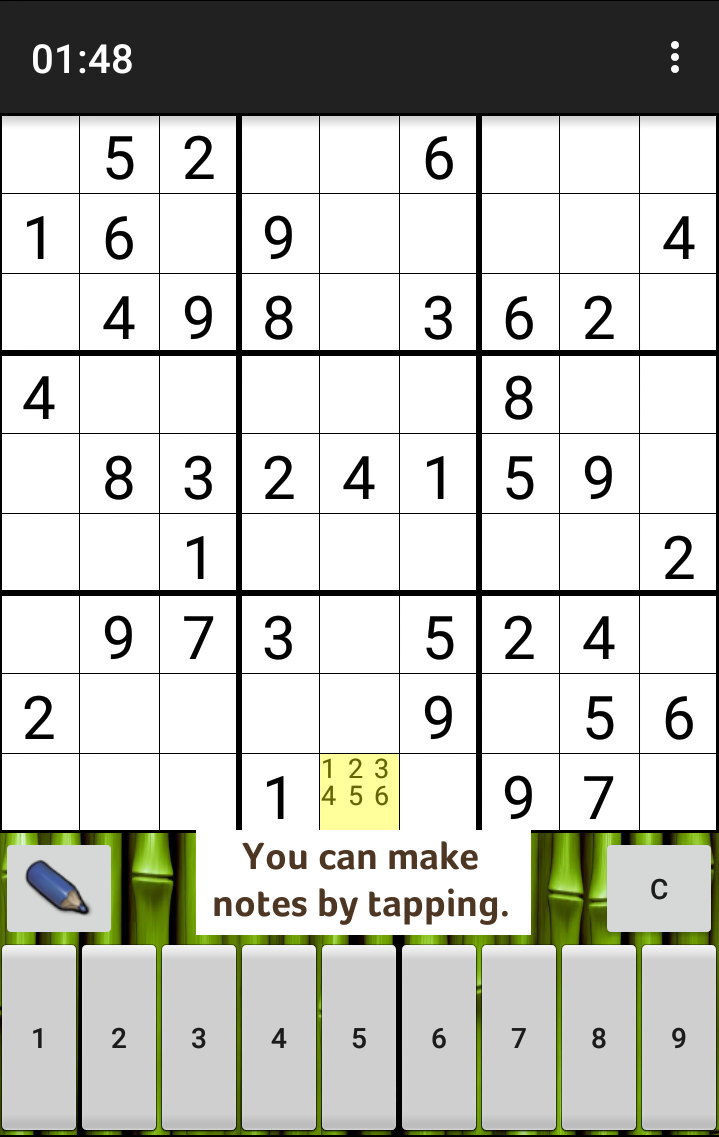 01:48
5 2 6
1 6 9 4
4 9 8 3 6 2
4 8
8 3 2 4 1 5 9
1 2
9 7 3 5 2 4
2 9 5 6
1 1 2 3 4 5 6 9 7
You can make
notes by tapping.
C
1 2 3 4 5 6 7 8 9